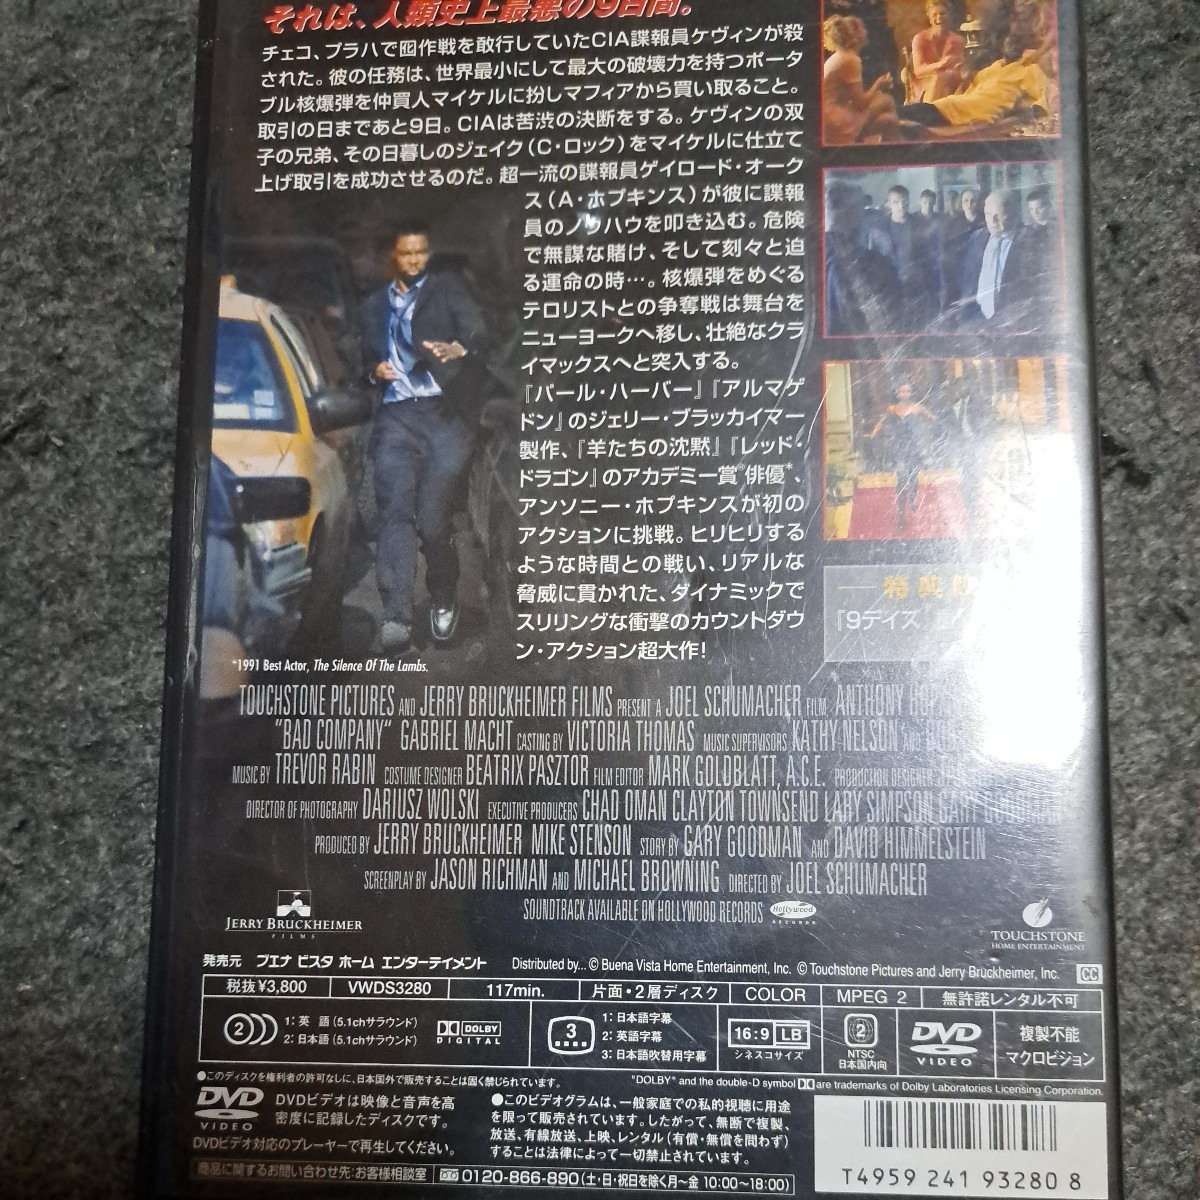 それは、人類史上最悪の9日間。
チェコ、プラハで囮作戦を敢行していたCIA諜報員ケヴィンが殺
された。彼の任務は、世界最小にして最大の破壊力を持つポータ
ブル核爆弾を仲買人マイケルに扮しマフィアから買い取ること。
取引の日まであと9日。CIAは苦渋の決断をする。ケヴィンの双
子の兄弟、その日暮しのジェイク(C・ロック)をマイケルに仕立て
上げ取引を成功させるのだ。超一流の諜報員ゲイロード・オーク
ス(A・ホプキンス)が彼に諜報
員のノウハウを叩き込む。危険
で無謀な賭け、そして刻々と迫
る運命の時…。核爆弾をめぐる
テロリストとの争奪戦は舞台を
ニューヨークへ移し、壮絶なクラ
イマックスへと突入する。
『パール・ハーバー』『アルマゲ
ドン』のジェリー・ブラッカイマー
製作、『羊たちの沈黙』『レッド・
ドラゴン』のアカデミー賞®俳優*、
アンソニー・ホプキンスが初の
アクションに挑戦。ヒリヒリする
ような時間との戦い、リアルな
脅威に貫かれた、ダイナミックで
スリリングな衝撃のカウントダウ
ン・アクション超大作!
特典
『9デイズ
*1991 Best Actor, The Silence Of The Lambs.
TOUCHSTONE PICTURES AND JERRY BRUCKHEIMER FILMS PRESENT A JOEL SCHUMACHER FILM ANTHONY
"BAD COMPANY" GABRIEL MACHT CASTING BY VICTORIA THOMAS MUSIC SUPERVISORS KATHY NELSON AND
MUSIC BY TREVOR RABIN COSTUME DESIGNER BEATRIX PASZTOR FILM EDITOR MARK GOLDBLATT, A.C.E. PRODUCTION DESIGNER
DIRECTOR OF PHOTOGRAPHY DARIUSZ WOLSKI EXECUTIVE PRODUCERS CHAD OMAN CLAYTON TOWNSEND LARY SIMPSON GARY GOODMAN
PRODUCED BY JERRY BRUCKHEIMER MIKE STENSON STORY BY GARY GOODMAN AND DAVID HIMMELSTEIN
SCREENPLAY BY JASON RICHMAN AND MICHAEL BROWNING DIRECTED BY JOEL SCHUMACHER
SOUNDTRACK AVAILABLE ON HOLLYWOOD RECORDS Hollywood RECORDS
JERRY BRUCKHEIMER
FILMS
TOUCHSTONE
HOME ENTERTAINMENT
発売元 ブエナ ビスタ ホーム エンターテイメント Distributed by... © Buena Vista Home Entertainment, Inc. © Touchstone Pictures and Jerry Bruckheimer, Inc. CC
税抜¥3,800 VWDS3280 117min. 片面・2層ディスク COLOR MPEG 2 無許諾レンタル不可
2 1: 英 語 (5.1chサラウンド)
2: 日本語 (5.1chサラウンド)
DOLBY
DIGITAL
3 1: 日本語字幕
2: 英語字幕
3: 日本語吹替用字幕
16:9 LB
シネスコサイズ
2
NTSC
日本国内向
DVD
VIDEO
複製不能
マクロビジョン
●このディスクを権利者の許可なしに、日本国外で販売することは固く禁じられています。
"DOLBY" and the double-D symbol are trademarks of Dolby Laboratories Licensing Corporation.
DVD
VIDEO
DVDビデオは映像と音声を高
密度に記録したディスクです。
DVDビデオ対応のプレーヤーで再生してください。
●このビデオグラムは、一般家庭での私的視聴に用途
を限って販売されています。したがって、無断で複製、
放送、有線放送、上映、レンタル(有償・無償を問わず)
することは法律によって一切禁止されています。
商品に関するお問い合わせ先:お客様相談室 0120-866-890(土・日・祝日を除く月〜金 10:00〜18:00)
T4959 241 93280 8